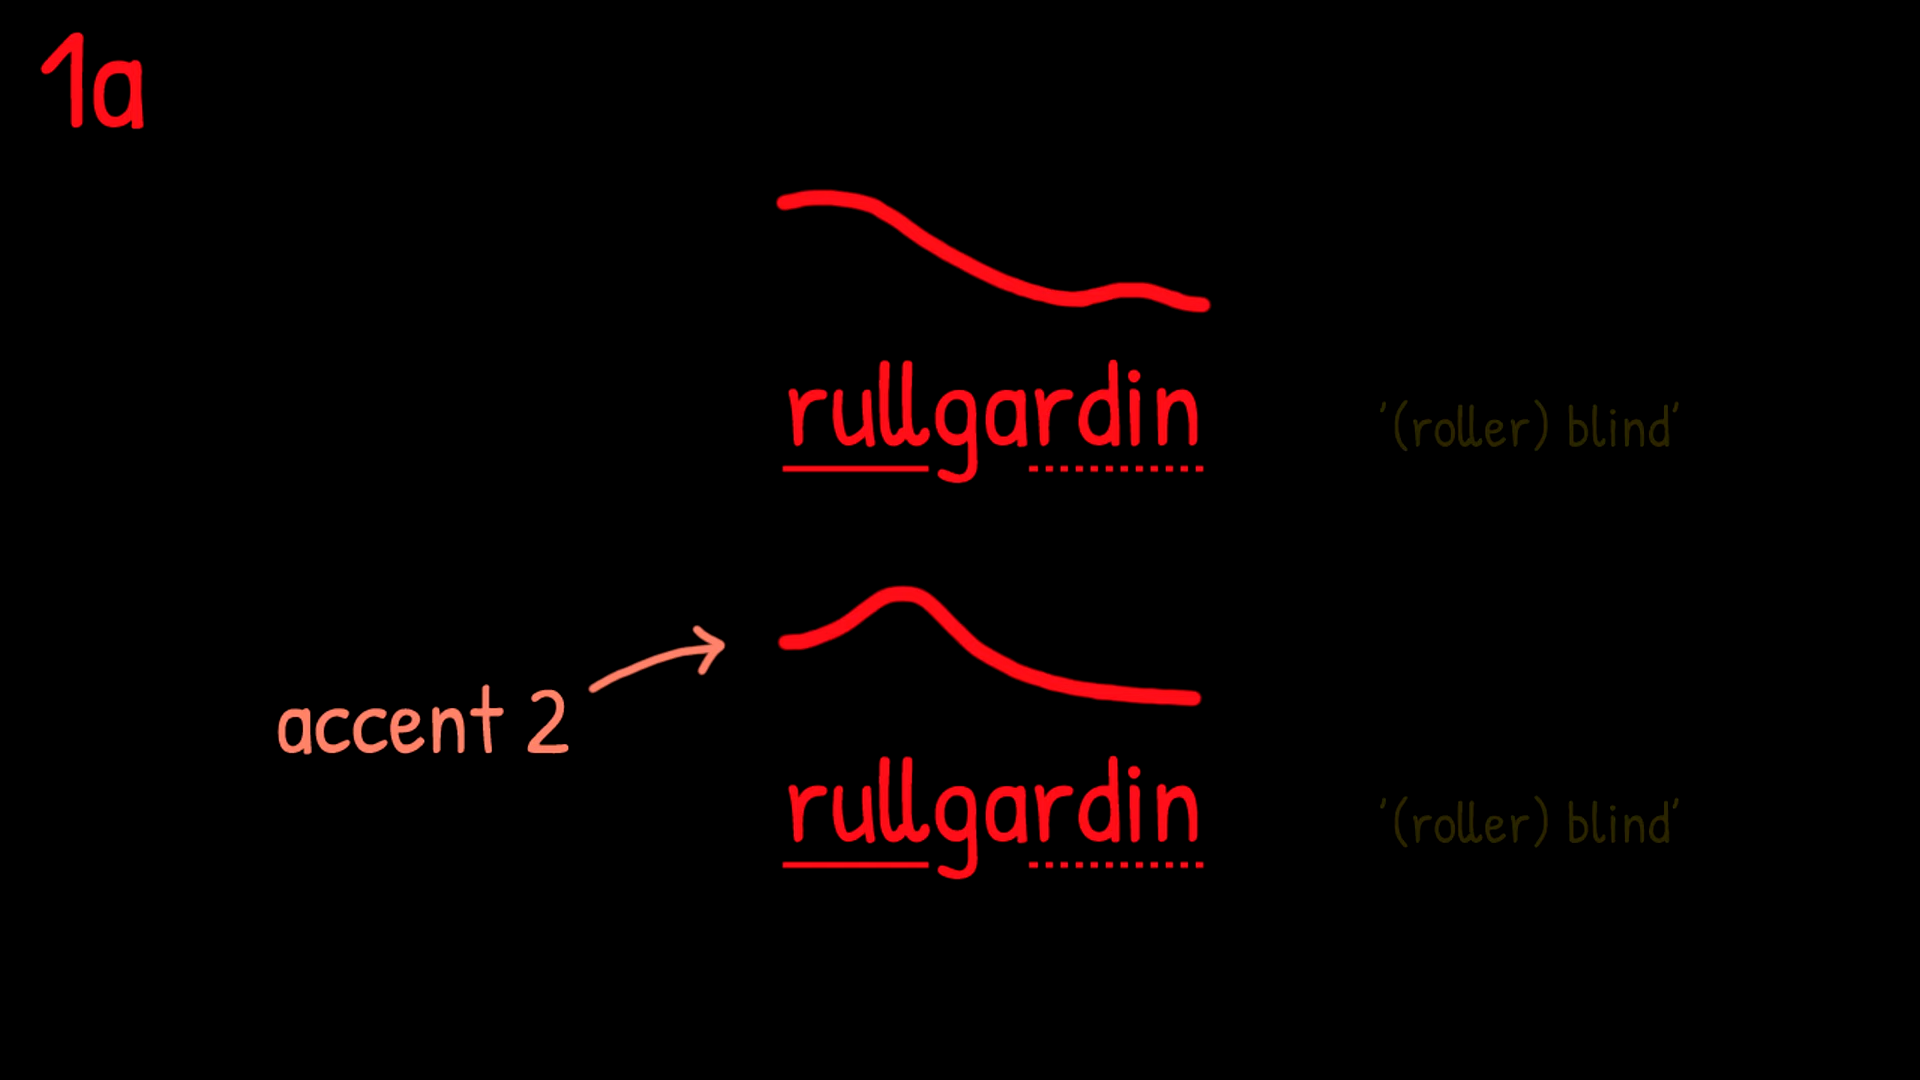 1a
rullgardin '(roller) blind'
accent 2
rullgardin '(roller) blind'